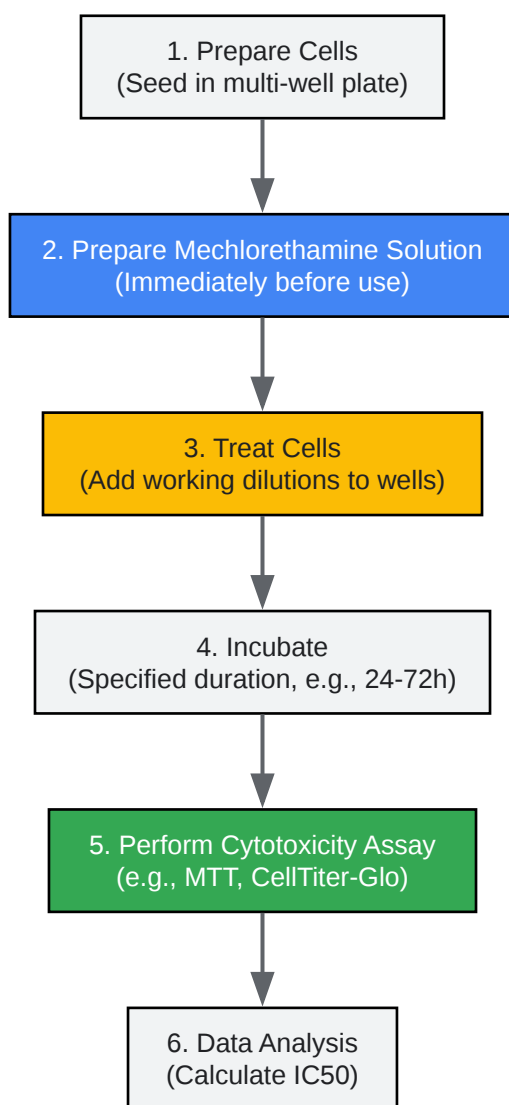 1. Prepare Cells
(Seed in multi-well plate)
2. Prepare Mechlorethamine Solution
(Immediately before use)
3. Treat Cells
(Add working dilutions to wells)
4. Incubate
(Specified duration, e.g., 24-72h)
5. Perform Cytotoxicity Assay
(e.g., MTT, CellTiter-Glo)
6. Data Analysis
(Calculate IC50)